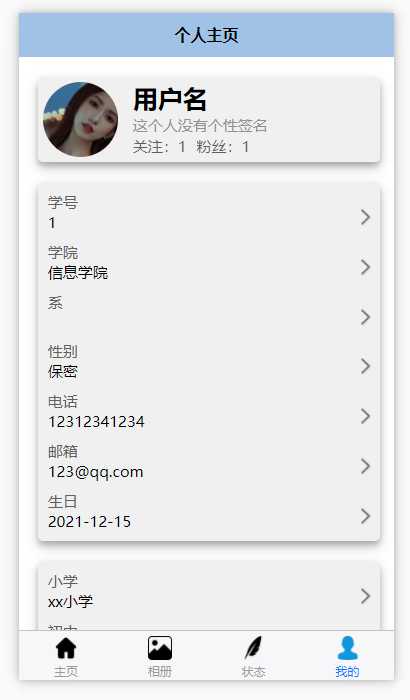 个人主页
用户名
这个人没有个性签名
关注：1 粉丝：1
学号
1
学院
信息学院
系
性别
保密
电话
12312341234
邮箱
123@qq.com
生日
2021-12-15
小学
xx小学
初中
主页 相册 状态 我的